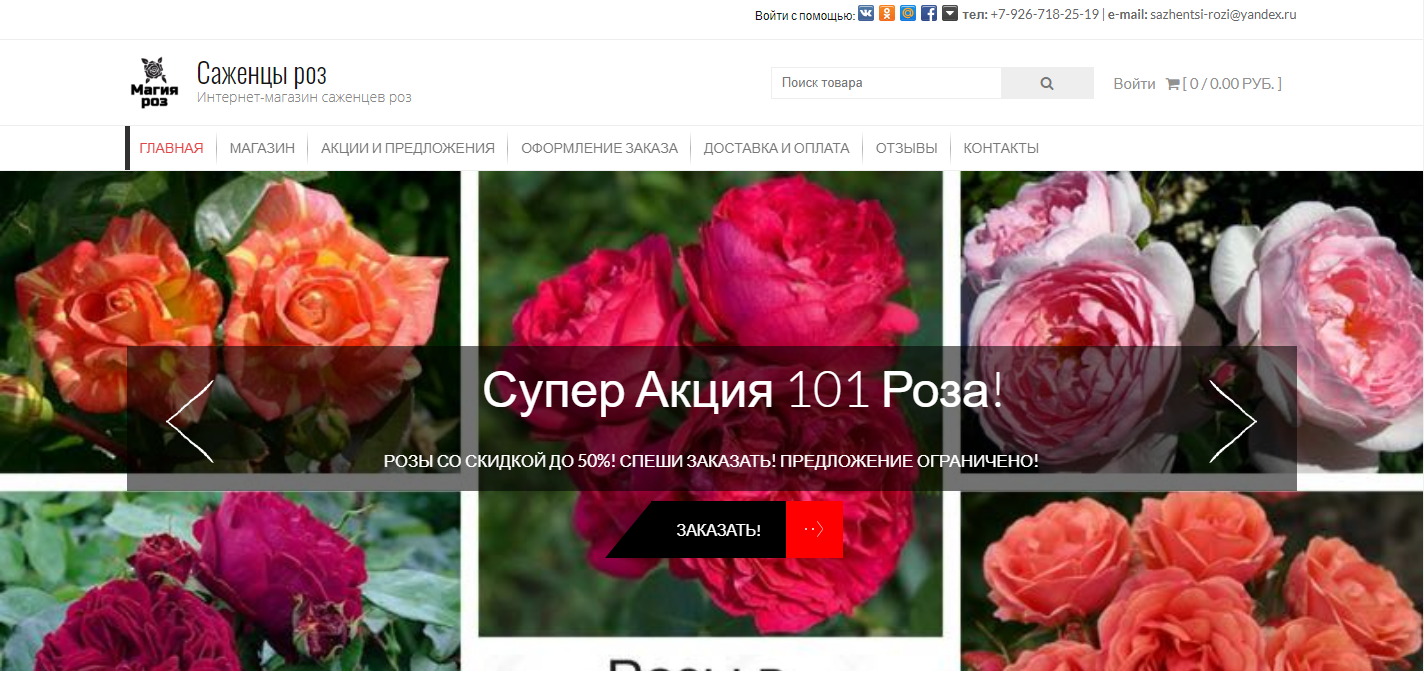 Войти с помощью: тел: +7-926-718-25-19 | e-mail: sazhentsi-rozi@yandex.ru
Магия
роз
Саженцы роз
Интернет-магазин саженцев роз
Поиск товара
Войти [ 0 / 0.00 РУБ. ]
ГЛАВНАЯ МАГАЗИН АКЦИИ И ПРЕДЛОЖЕНИЯ ОФОРМЛЕНИЕ ЗАКАЗА ДОСТАВКА И ОПЛАТА ОТЗЫВЫ КОНТАКТЫ
Супер Акция 101 Роза!
РОЗЫ СО СКИДКОЙ ДО 50%! СПЕШИ ЗАКАЗАТЬ! ПРЕДЛОЖЕНИЕ ОГРАНИЧЕНО!
ЗАКАЗАТЬ!